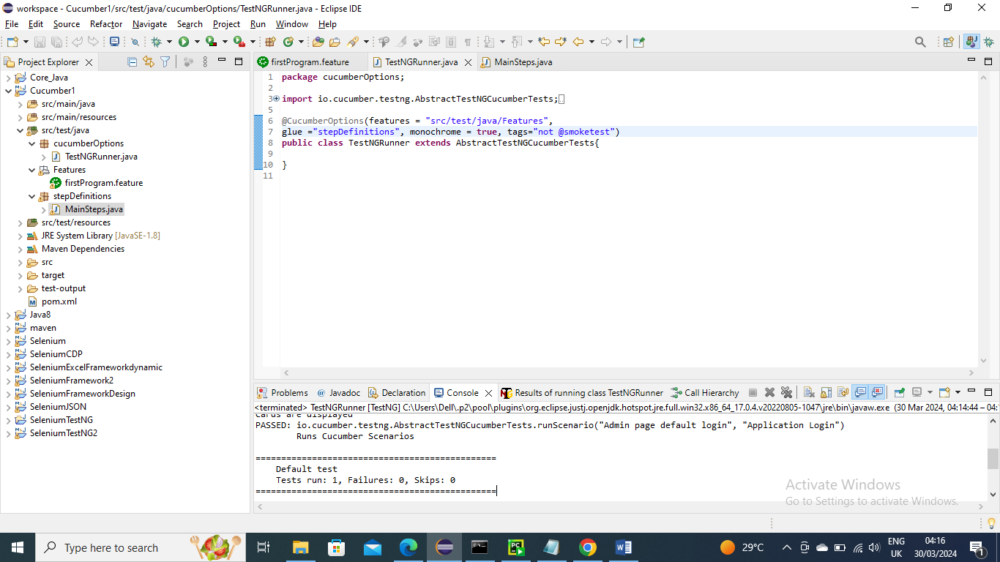 workspace - Cucumber1/src/test/java/cucumberOptions/TestNGRunner.java - Eclipse IDE
File Edit Source Refactor Navigate Search Project Run Window Help
Project Explorer
Core_Java
Cucumber1
src/main/java
src/main/resources
src/test/java
cucumberOptions
TestNGRunner.java
Features
firstProgram.feature
stepDefinitions
MainSteps.java
src/test/resources
JRE System Library [JavaSE-1.8]
Maven Dependencies
src
target
test-output
pom.xml
Java8
maven
Selenium
SeleniumCDP
SeleniumExcelFrameworkdynamic
SeleniumFramework2
SeleniumFrameworkDesign
SeleniumJSON
SeleniumTestNG
SeleniumTestNG2
firstProgram.feature TestNGRunner.java MainSteps.java
1 package cucumberOptions;
2
3 import io.cucumber.testng.AbstractTestNGCucumberTests;
5
6 @CucumberOptions(features = "src/test/java/Features",
7 glue ="stepDefinitions", monochrome = true, tags="not @smoketest")
8 public class TestNGRunner extends AbstractTestNGCucumberTests{
9
10 }
11
Problems @ Javadoc Declaration Console Results of running class TestNGRunner Call Hierarchy
<terminated> TestNGRunner [TestNG] C:\Users\Dell\.p2\pool\plugins\org.eclipse.justj.openjdk.hotspot.jre.full.win32.x86_64_17.0.4.v20220805-1047\jre\bin\javaw.exe (30 Mar 2024, 04:14:44 – 04:
Cards are displayed
PASSED: io.cucumber.testng.AbstractTestNGCucumberTests.runScenario("Admin page default login", "Application Login")
Runs Cucumber Scenarios
===============================================
Default test
Tests run: 1, Failures: 0, Skips: 0
===============================================
Activate Windows
Go to Settings to activate Windows.
Type here to search
29°C
ENG
UK
04:16
30/03/2024
1